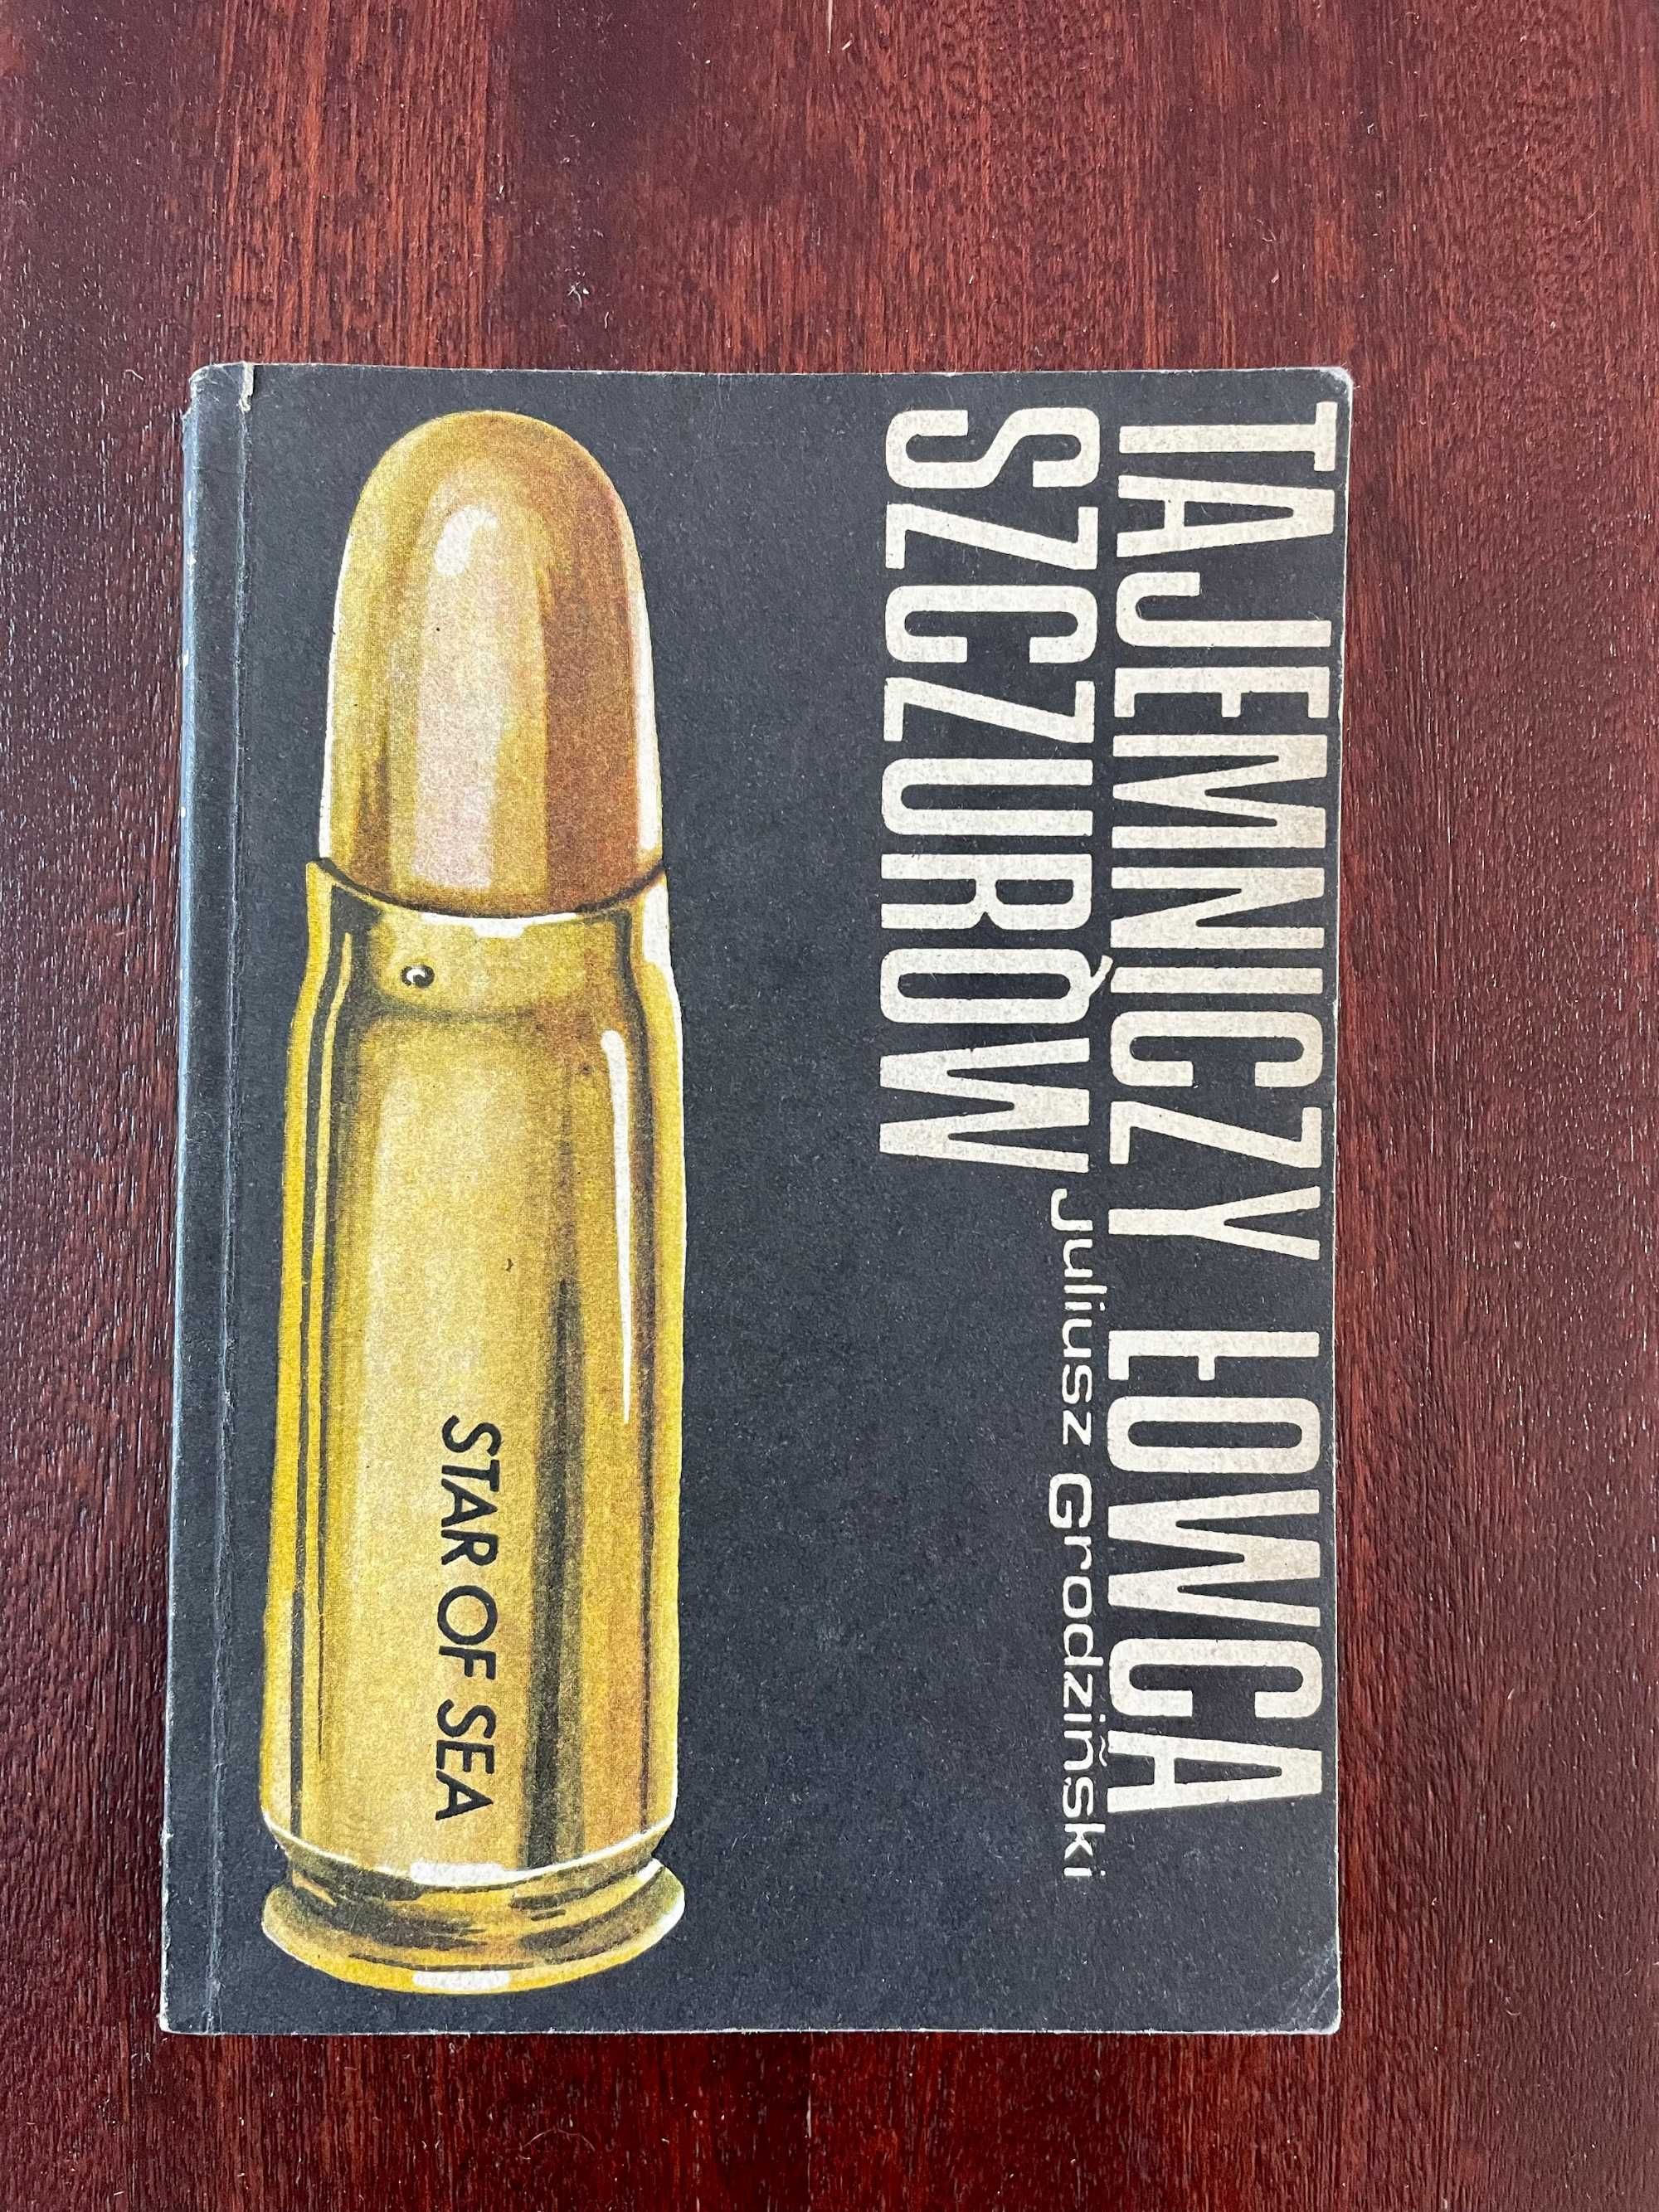 TAJEMNICZY ŁOWCA
SZCZURÓW
Juliusz Grodziński
STAR OF SEA